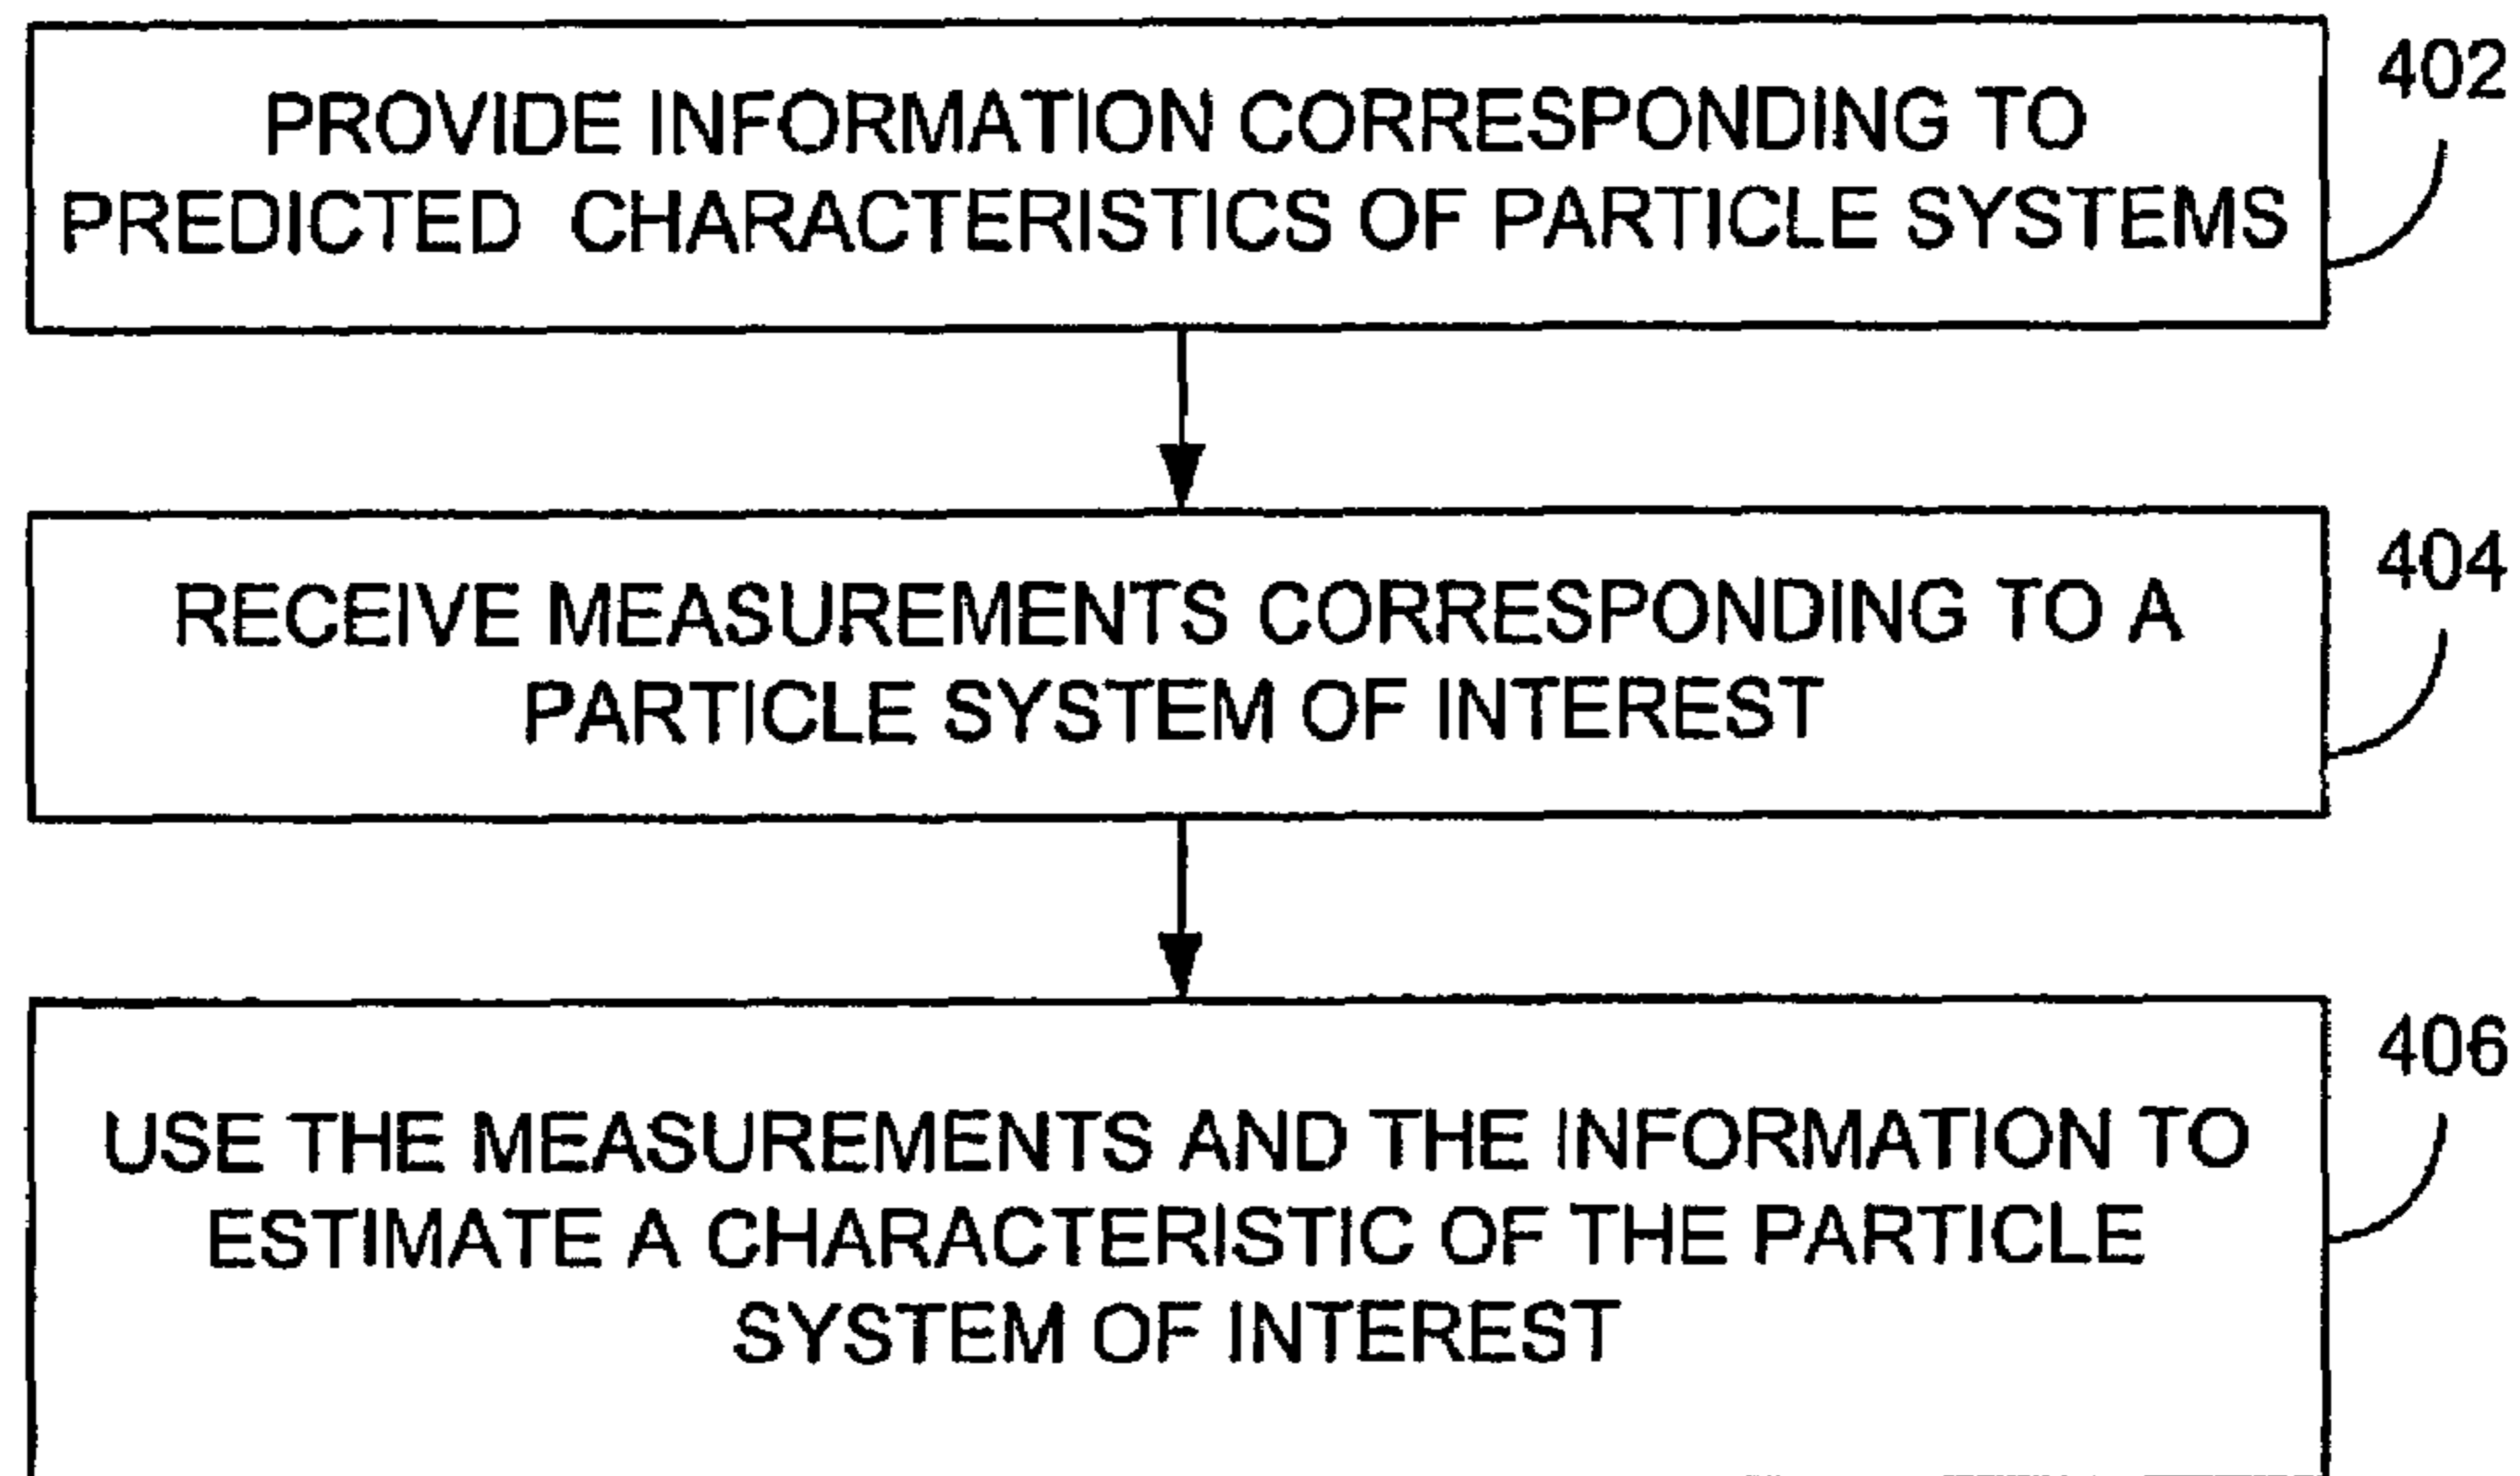 402
PROVIDE INFORMATION CORRESPONDING TO
PREDICTED CHARACTERISTICS OF PARTICLE SYSTEMS
404
RECEIVE MEASUREMENTS CORRESPONDING TO A
PARTICLE SYSTEM OF INTEREST
406
USE THE MEASUREMENTS AND THE INFORMATION TO
ESTIMATE A CHARACTERISTIC OF THE PARTICLE
SYSTEM OF INTEREST